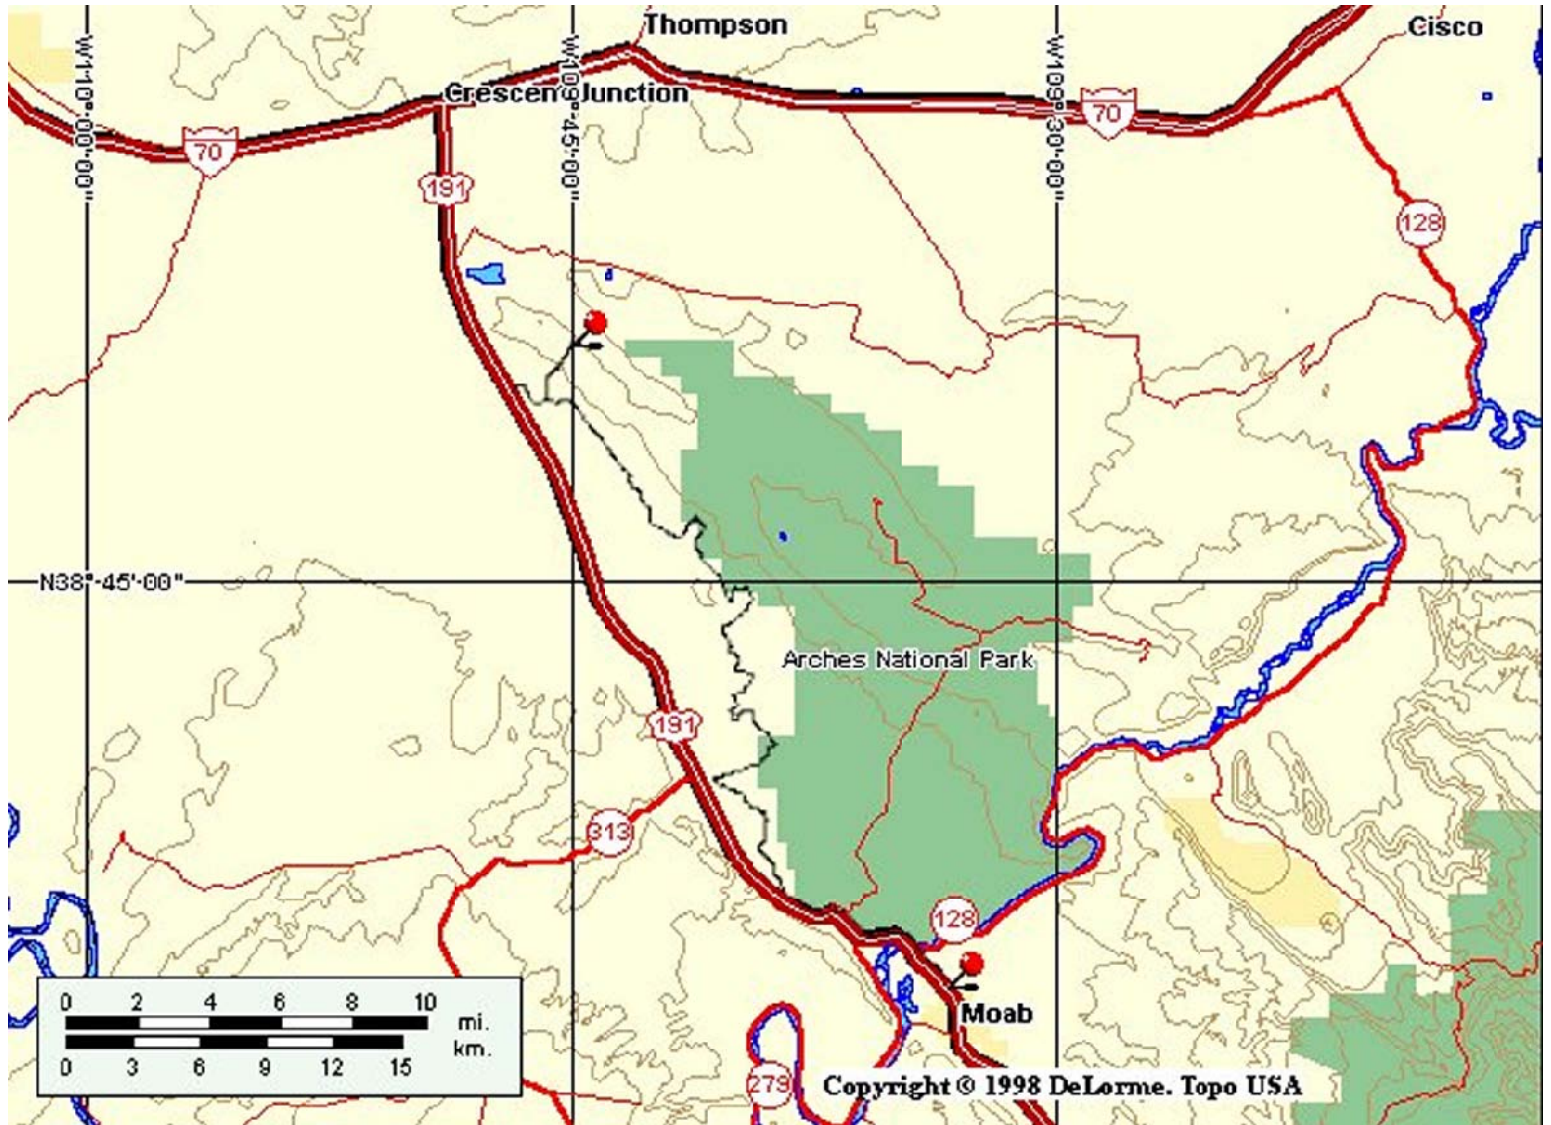 Thompson
Cisco
Crescent Junction
W110°-00'-00"
W109°-45'-00"
W109°-30'-00"
70
70
191
128
N38°-45'-00"
Arches National Park
191
313
128
Moab
0 2 4 6 8 10 mi.
0 3 6 9 12 15 km.
279
Copyright © 1998 DeLorme. Topo USA